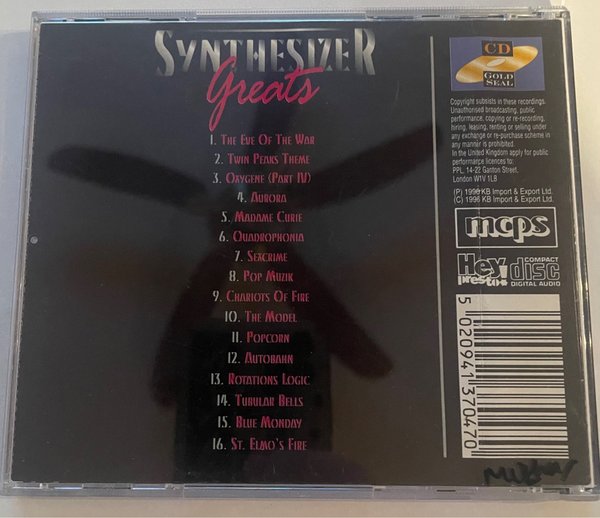 SYNTHESIZER
Greats
1. The Eve Of The War
2. Twin Peaks Theme
3. Oxygene (Part IV)
4. Aurora
5. Madame Curie
6. Quadrophonia
7. Sexcrime
8. Pop Muzik
9. Chariots Of Fire
10. The Model
11. Popcorn
12. Autobahn
13. Rotations Logic
14. Tubular Bells
15. Blue Monday
16. St. Elmo's Fire
CD
GOLD
SEAL
Copyright subsists in these recordings.
Unauthorised broadcasting, public
performance, copying or re-recording,
hiring, leasing, renting or selling under
any exchange or re-purchase scheme in
any manner is prohibited.
In the United Kingdom apply for public
performance licences to:
PPL, 14-22 Ganton Street,
London W1V 1LB
(P) 1996 KB Import & Export Ltd.
(C) 1996 KB Import & Export Ltd.
mcps
Hey
presto!
COMPACT
disc
DIGITAL AUDIO
5 020941 370470